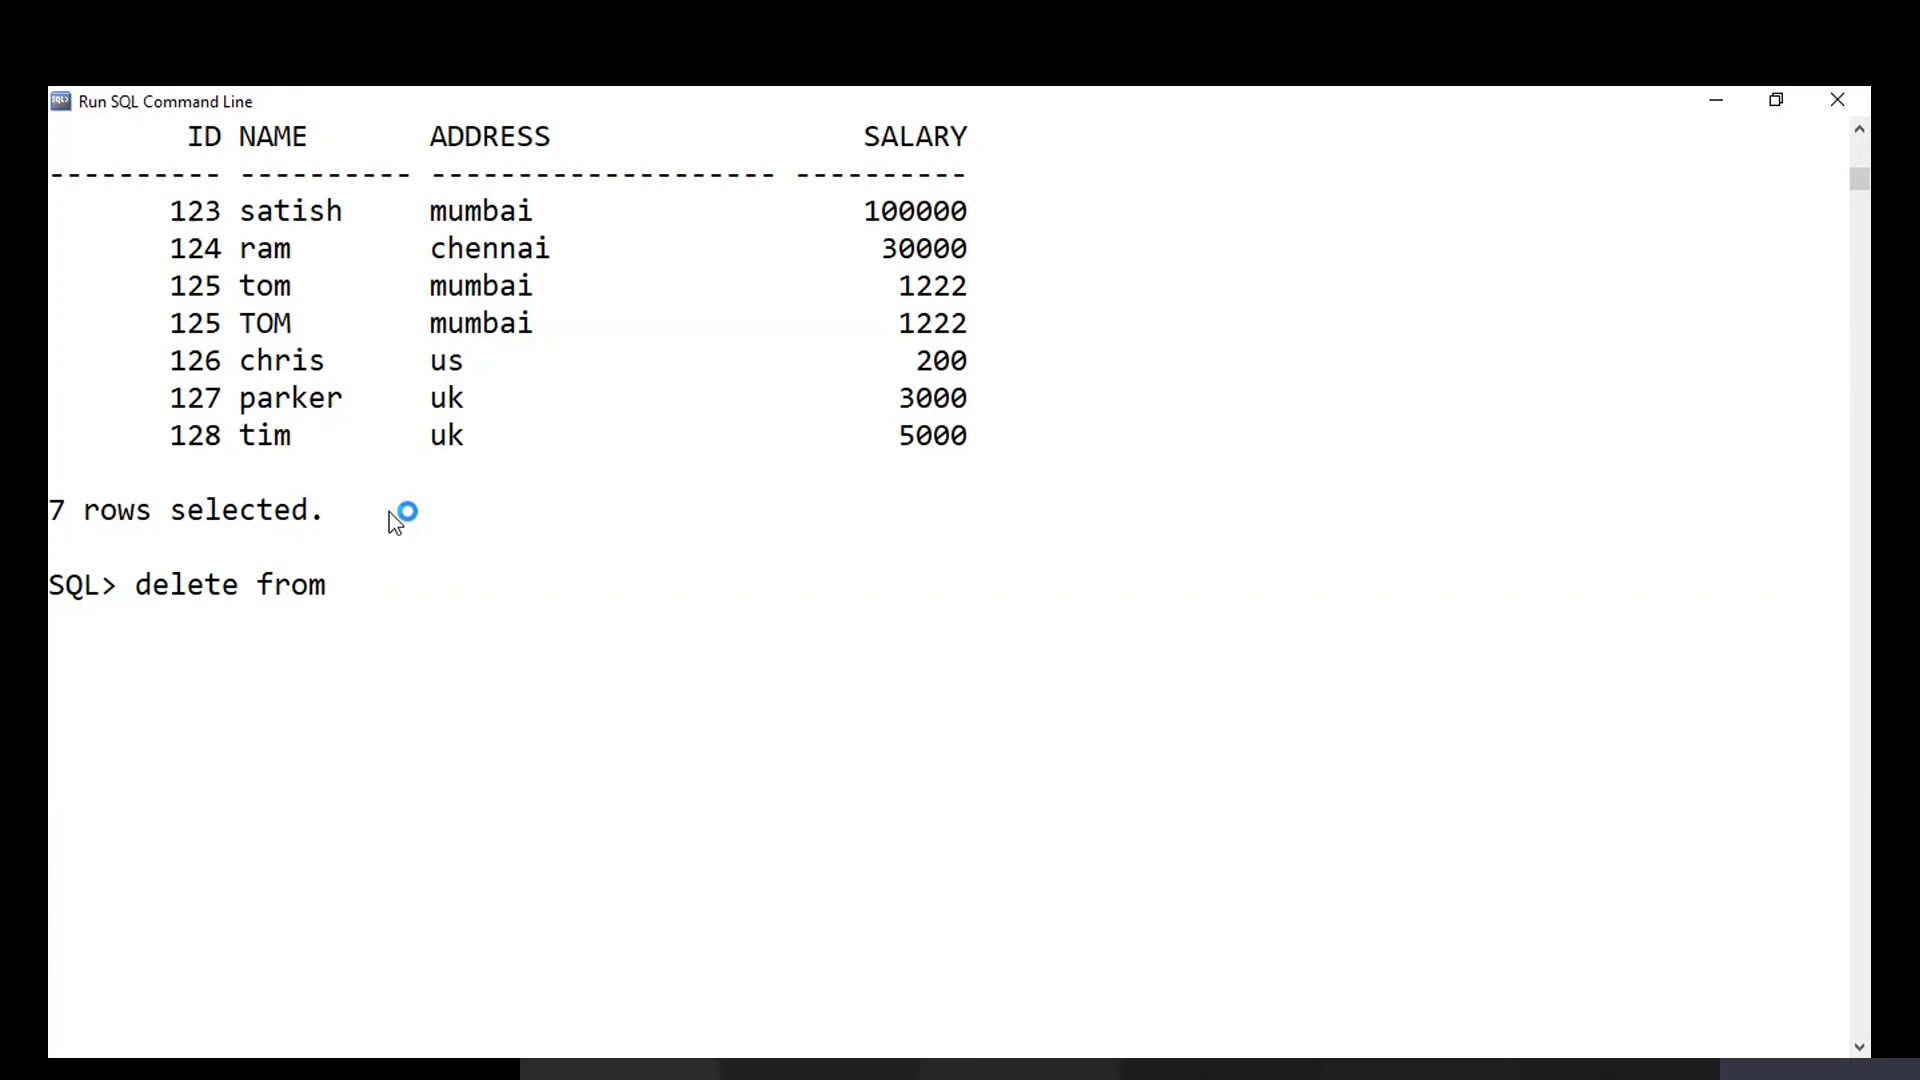 Run SQL Command Line
ID NAME ADDRESS SALARY
---------- ---------- -------------------- ----------
123 satish mumbai 100000
124 ram chennai 30000
125 tom mumbai 1222
125 TOM mumbai 1222
126 chris us 200
127 parker uk 3000
128 tim uk 5000
7 rows selected.
SQL> delete from